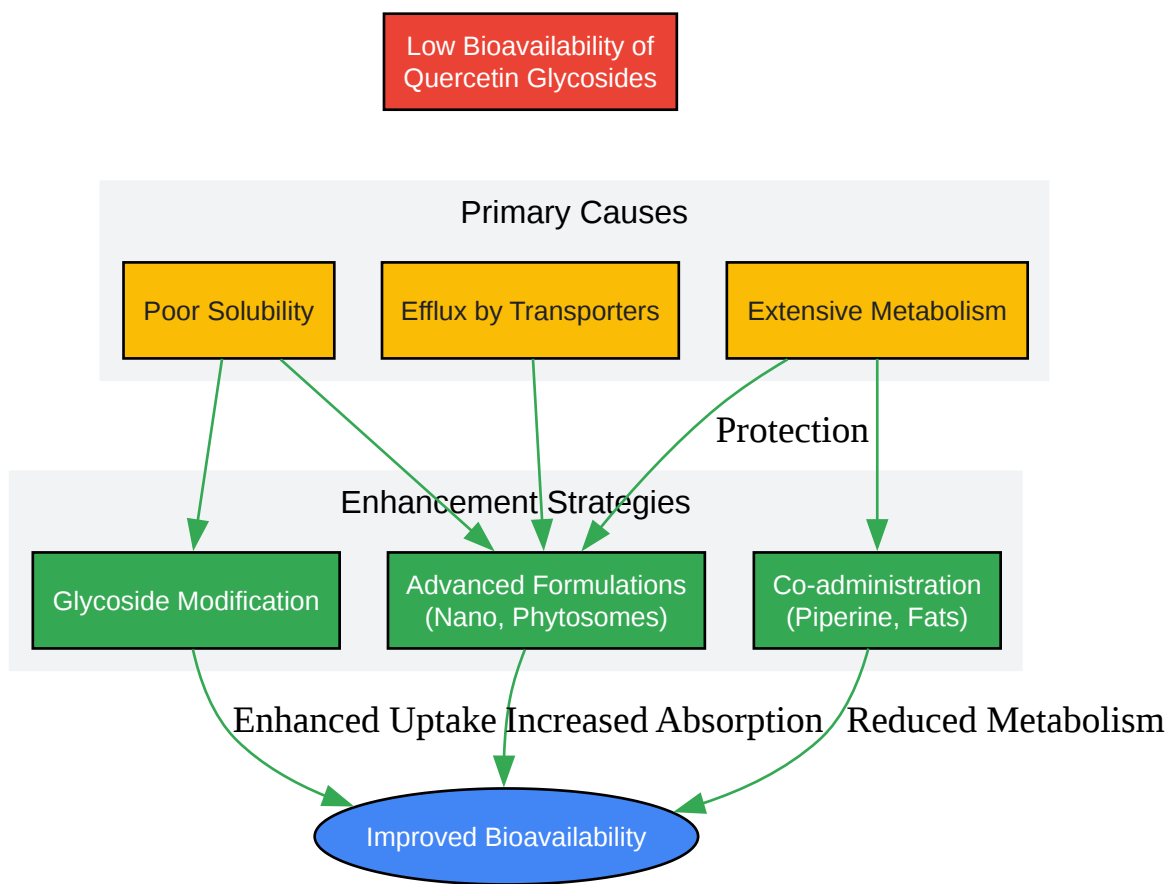 Low Bioavailability of
Quercetin Glycosides
Primary Causes
Poor Solubility
Efflux by Transporters
Extensive Metabolism
Protection
Enhancement Strategies
Glycoside Modification
Advanced Formulations
(Nano, Phytosomes)
Co-administration
(Piperine, Fats)
Enhanced Uptake
Increased Absorption
Reduced Metabolism
Improved Bioavailability